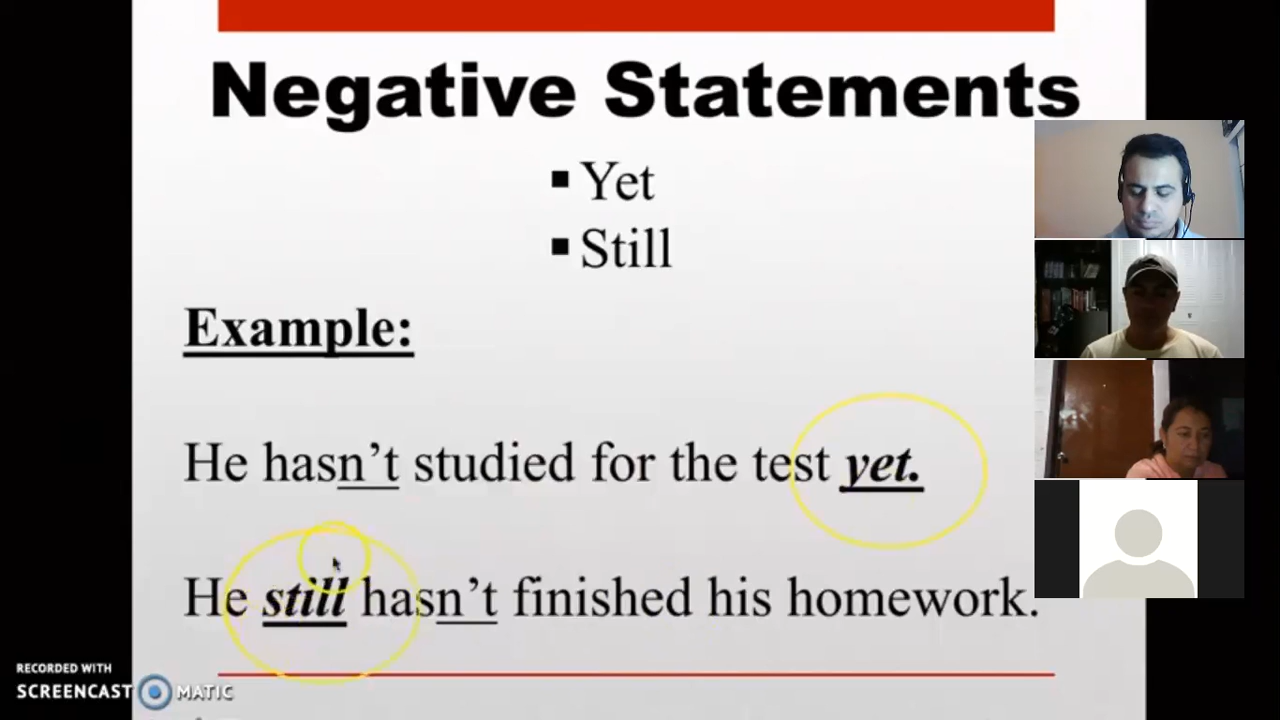 Negative Statements
▪ Yet
▪ Still
Example:
He hasn't studied for the test yet.
He still hasn't finished his homework.
RECORDED WITH
SCREENCAST MATIC